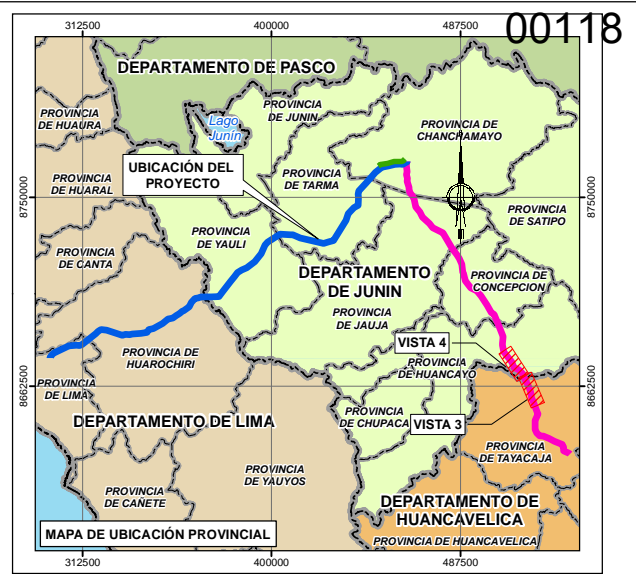 00118
312500
400000
487500
DEPARTAMENTO DE PASCO
PROVINCIA
DE HUAURA
PROVINCIA
DE JUNIN
Lago
Junín
PROVINCIA DE
CHANCHAMAYO
UBICACIÓN DEL
PROYECTO
PROVINCIA
DE TARMA
PROVINCIA
DE HUARAL
8750000
8750000
PROVINCIA
DE SATIPO
PROVINCIA
DE YAULI
PROVINCIA
DE CANTA
DEPARTAMENTO
DE JUNIN
PROVINCIA DE
CONCEPCION
PROVINCIA
DE JAUJA
VISTA 4
PROVINCIA DE
HUAROCHIRI
PROVINCIA
DE HUANCAYO
PROVINCIA
DE LIMA
8662500
8662500
DEPARTAMENTO DE LIMA
PROVINCIA
DE CHUPACA
VISTA 3
PROVINCIA
DE TAYACAJA
PROVINCIA
DE YAUYOS
PROVINCIA
DE CAÑETE
DEPARTAMENTO DE
HUANCAVELICA
MAPA DE UBICACIÓN PROVINCIAL
PROVINCIA DE HUANCAVELICA
312500
400000
487500